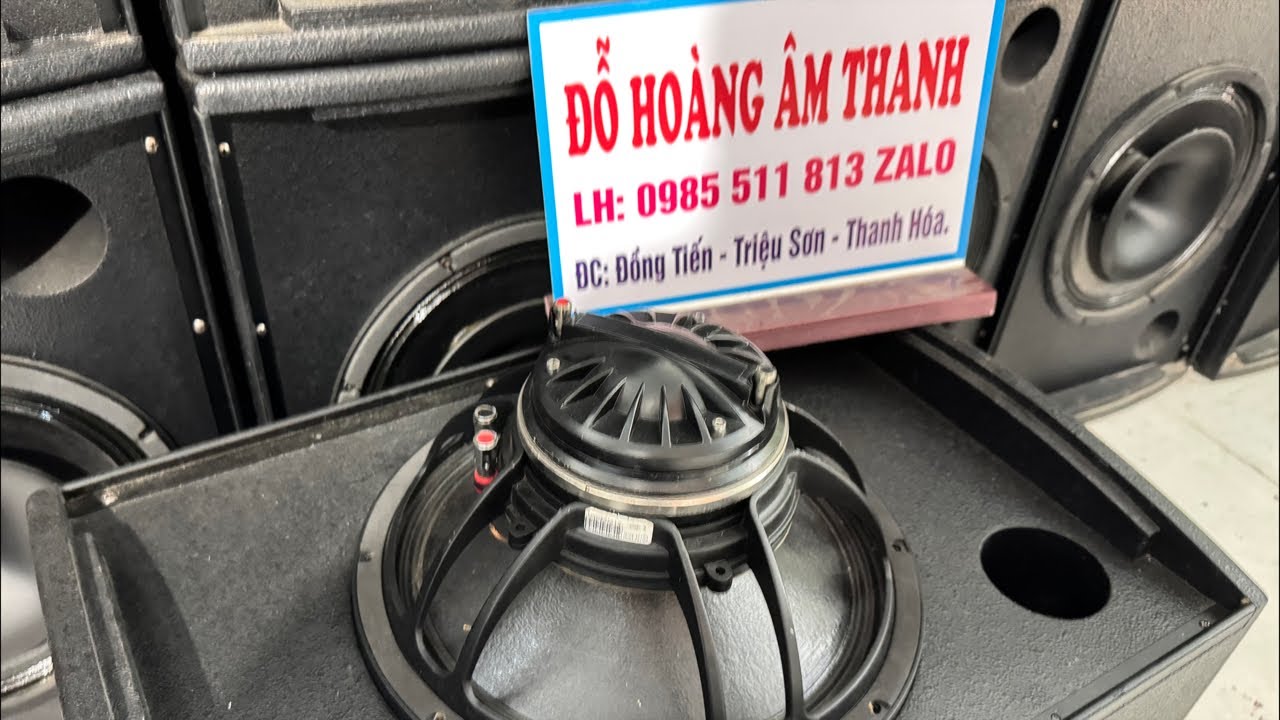 ĐỖ HOÀNG ÂM THANH
LH: 0985 511 813 ZALO
ĐC: Đồng Tiến - Triệu Sơn - Thanh Hóa.